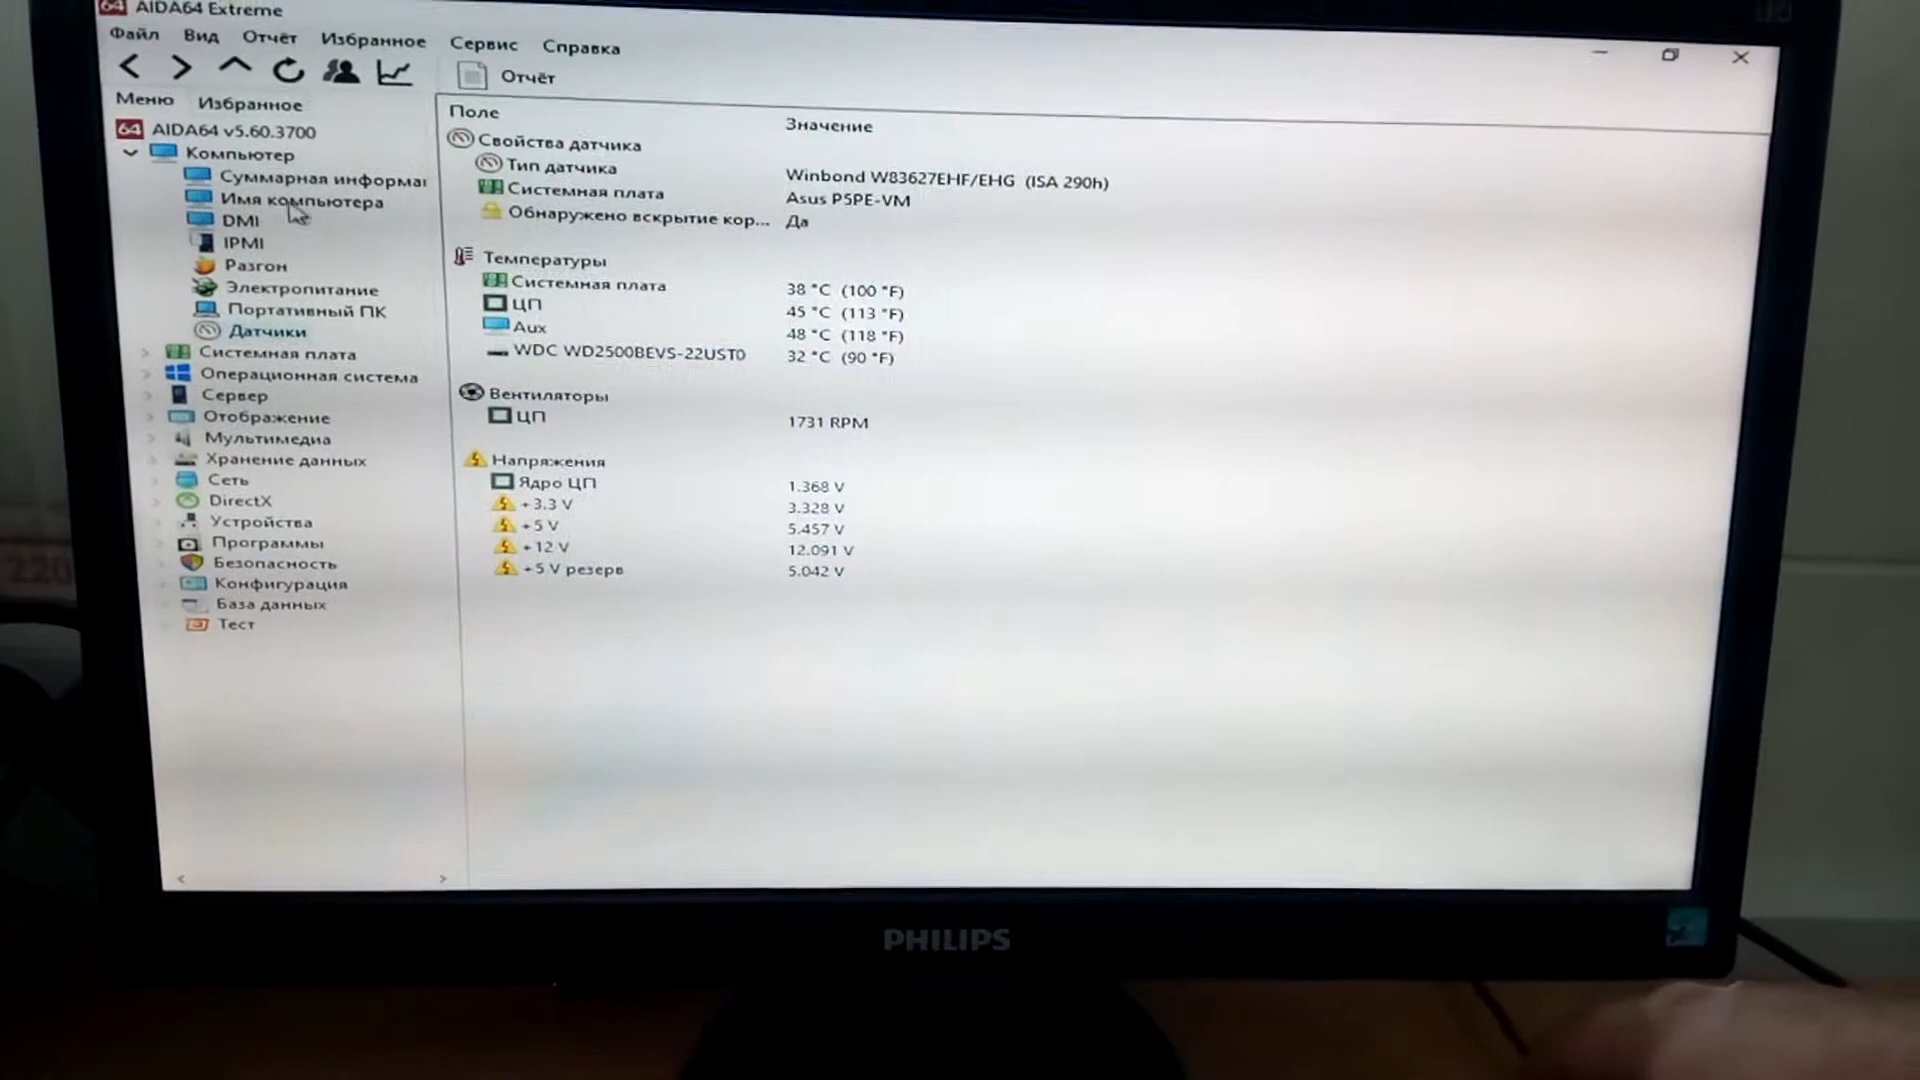 64 AIDA64 Extreme
Файл Вид Отчёт Избранное Сервис Справка
Отчёт
Меню Избранное
64 AIDA64 v5.60.3700
Компьютер
Суммарная информаг
Имя компьютера
DMI
IPMI
Разгон
Электропитание
Портативный ПК
Датчики
Системная плата
Операционная система
Сервер
Отображение
Мультимедиа
Хранение данных
Сеть
DirectX
Устройства
Программы
Безопасность
Конфигурация
База данных
Тест
Поле Значение
Свойства датчика
Тип датчика Winbond W83627EHF/EHG (ISA 290h)
Системная плата Asus P5PE-VM
Обнаружено вскрытие кор... Да
Температуры
Системная плата 38 °C (100 °F)
ЦП 45 °C (113 °F)
Aux 48 °C (118 °F)
WDC WD2500BEVS-22UST0 32 °C (90 °F)
Вентиляторы
ЦП 1731 RPM
Напряжения
Ядро ЦП 1.368 V
+3.3 V 3.328 V
+5 V 5.457 V
+12 V 12.091 V
+5 V резерв 5.042 V
PHILIPS
220